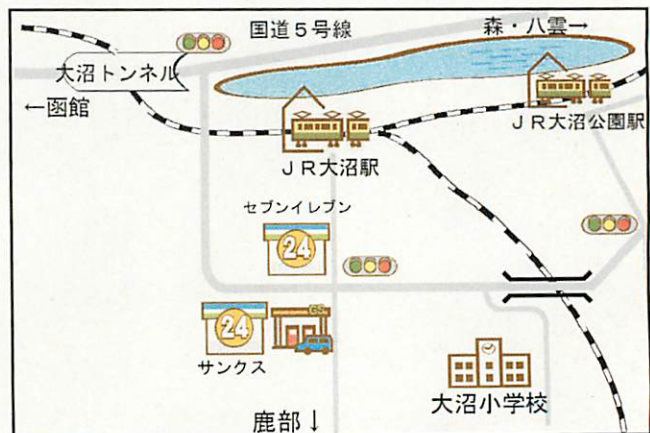 国道５号線
森・八雲→
大沼トンネル
←函館
ＪＲ大沼公園駅
ＪＲ大沼駅
セブンイレブン
24
24
GS
サンクス
大沼小学校
鹿部↓